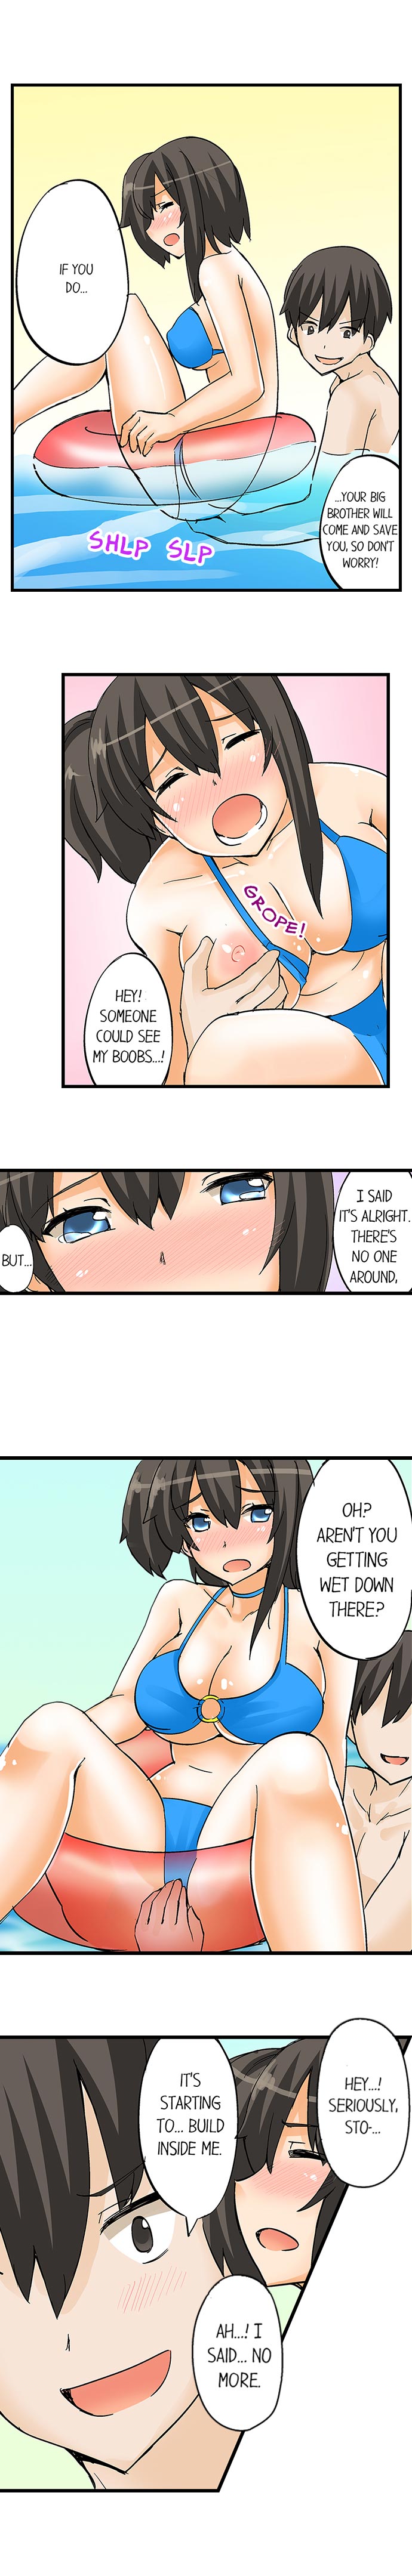 IF YOU
DO...
...YOUR BIG
BROTHER WILL
COME AND SAVE
YOU, SO DON'T
WORRY!
SHLP SLP
GROPE!
HEY!
SOMEONE
COULD SEE
MY BOOBS...!
I SAID
IT'S ALRIGHT.
THERE'S
NO ONE
AROUND,
BUT...
OH?
AREN'T YOU
GETTING
WET DOWN
THERE?
HEY...!
SERIOUSLY,
STO-...
IT'S
STARTING
TO... BUILD
INSIDE ME.
AH...! I
SAID... NO
MORE.